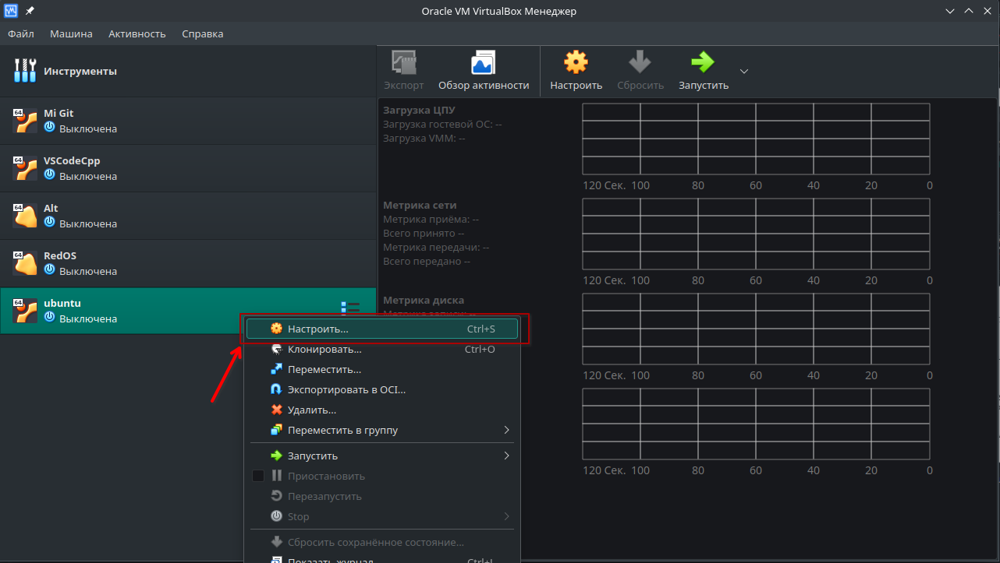 Oracle VM VirtualBox Менеджер
Файл Машина Активность Справка
Инструменты
Экспорт Обзор активности Настроить Сбросить Запустить
64 Mi Git
Выключена
64 VSCodeCpp
Выключена
64 Alt
Выключена
64 RedOS
Выключена
64 ubuntu
Выключена
Загрузка ЦПУ
Загрузка гостевой ОС: --
Загрузка VMM: --
120 Сек. 100 80 60 40 20 0
Метрика сети
Метрика приёма: --
Всего принято --
Метрика передачи: --
Всего передано --
120 Сек. 100 80 60 40 20 0
Метрика диска
120 Сек. 100 80 60 40 20 0
120 Сек. 100 80 60 40 20 0
Настроить... Ctrl+S
Клонировать... Ctrl+O
Переместить...
Экспортировать в OCI...
Удалить...
Переместить в группу
Запустить
Приостановить
Перезапустить
Stop
Сбросить сохранённое состояние...
Показать журнал Ctrl+L